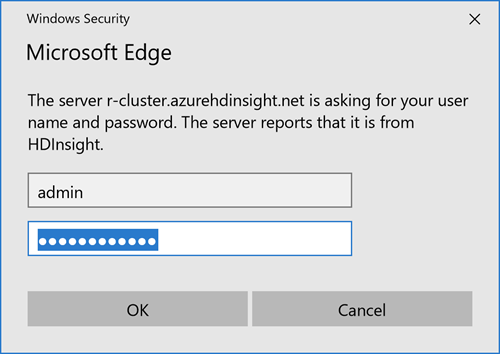 Windows Security
Microsoft Edge
The server r-cluster.azurehdinsight.net is asking for your user
name and password. The server reports that it is from
HDInsight.
admin
●●●●●●●●●●●●
OK
Cancel